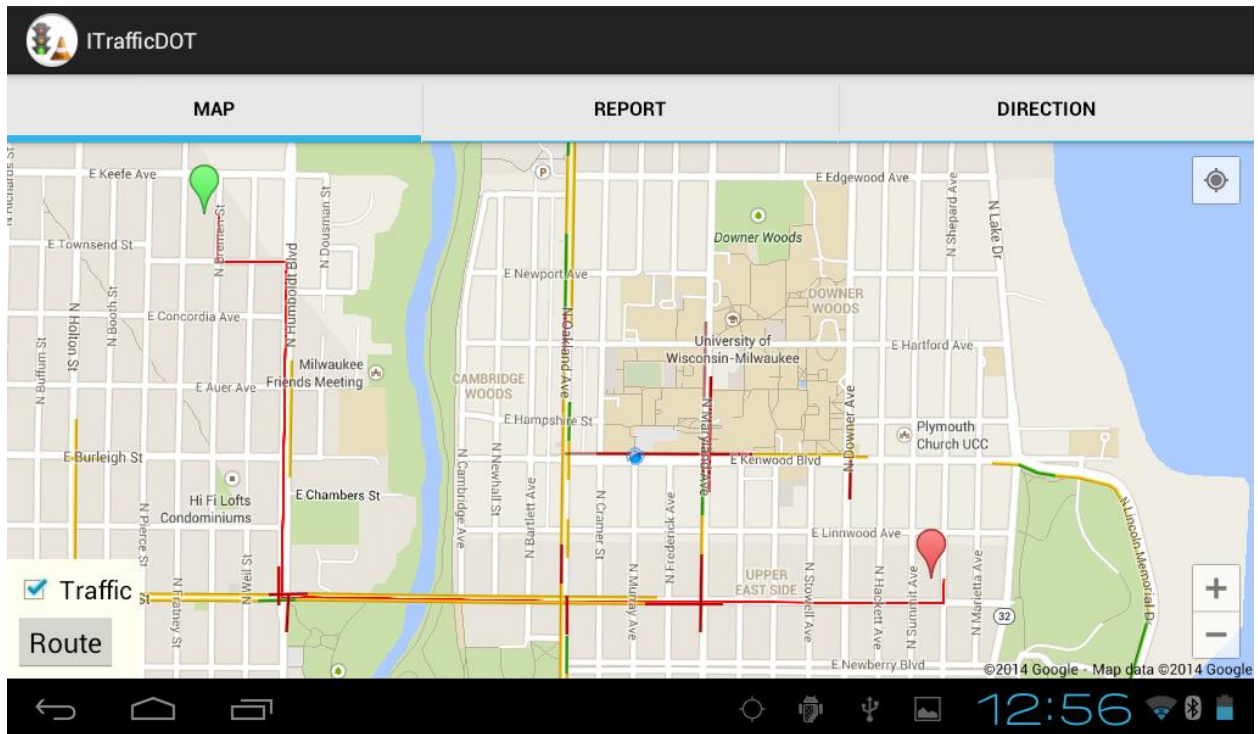 ITrafficDOT
MAP
REPORT
DIRECTION
E Keefe Ave
P
E Edgewood Ave
N Richards St
N Bremen St
N Dousman St
N Shepard Ave
N Lake Dr
E Townsend St
Downer Woods
N Humboldt Blvd
E Newport Ave
N Holton St
N Booth St
DOWNER
WOODS
E Concordia Ave
N Oakland Ave
University of
Wisconsin-Milwaukee
E Hartford Ave
N Buffum St
Milwaukee
Friends Meeting
E Auer Ave
CAMBRIDGE
WOODS
N Maryland Ave
N Downer Ave
E Hampshire St
Plymouth
Church UCC
E Burleigh St
E Kenwood Blvd
N Cambridge Ave
N Newhall St
N Bartlett Ave
Hi Fi Lofts
Condominiums
E Chambers St
N Cramer St
N Frederick Ave
N Lincoln Memorial Dr
N Pierce St
E Linnwood Ave
N Fratney St
N Weil St
N Murray Ave
UPPER
EAST SIDE
N Stowell Ave
N Hackett Ave
N Summit Ave
N Marietta Ave
Traffic
St
32
Route
E Newberry Blvd
©2014 Google - Map data ©2014 Google
12:56